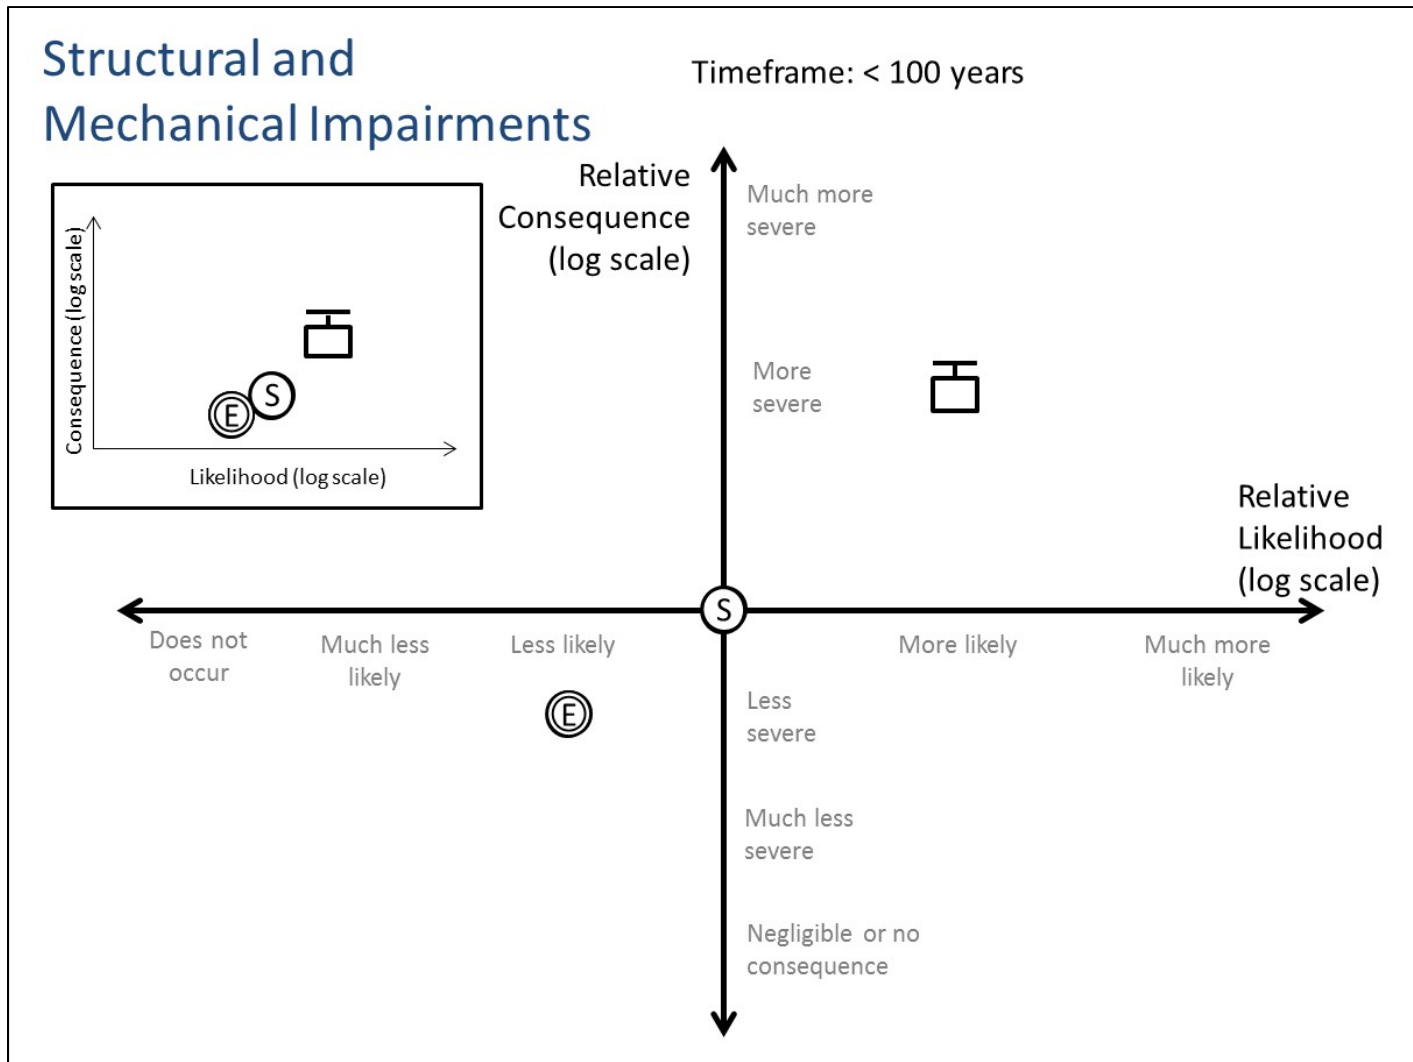 Structural and
Mechanical Impairments
Timeframe: < 100 years
Consequence (log scale)
E
S
Likelihood (log scale)
Relative
Consequence
(log scale)
Much more
severe
More
severe
Relative
Likelihood
(log scale)
S
Does not
occur
Much less
likely
Less likely
More likely
Much more
likely
E
Less
severe
Much less
severe
Negligible or no
consequence